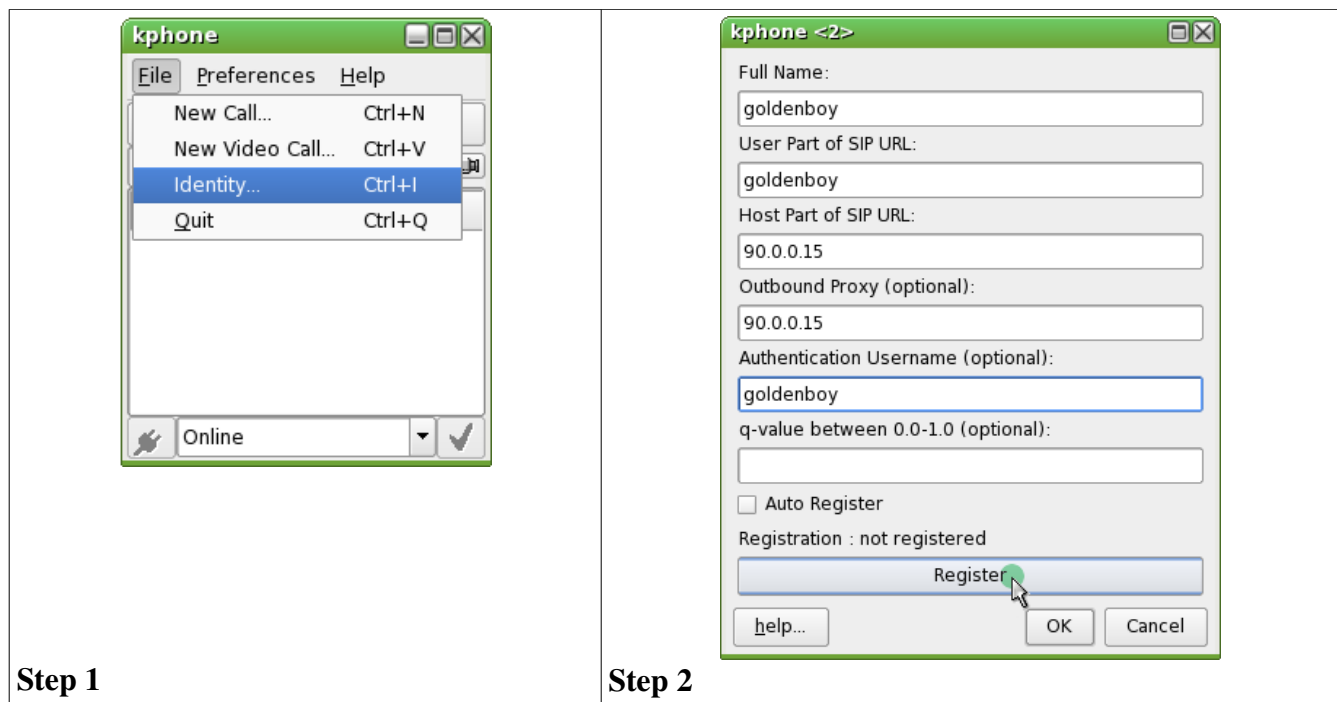 kphone
File Preferences Help
New Call... Ctrl+N
New Video Call... Ctrl+V
Identity... Ctrl+I
Quit Ctrl+Q
Online
Step 1
kphone <2>
Full Name:
goldenboy
User Part of SIP URL:
goldenboy
Host Part of SIP URL:
90.0.0.15
Outbound Proxy (optional):
90.0.0.15
Authentication Username (optional):
goldenboy
q-value between 0.0-1.0 (optional):
Auto Register
Registration : not registered
Register
help... OK Cancel
Step 2